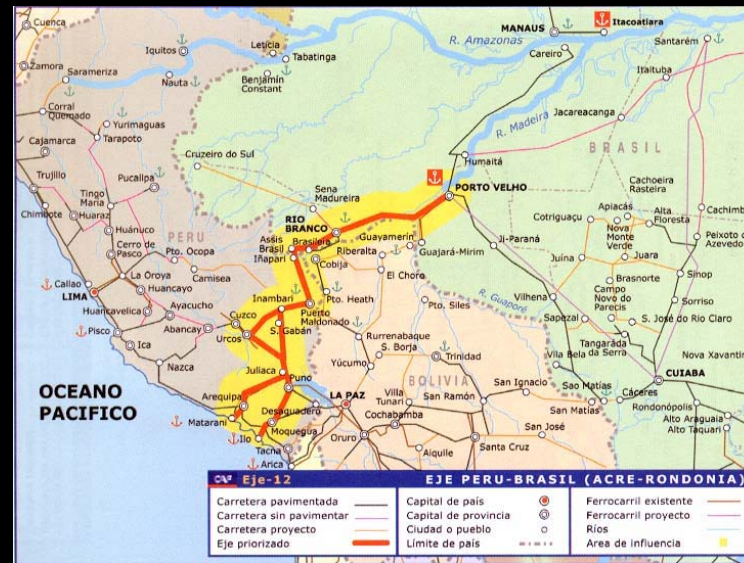 MANAUS
Itacoatiara
Cuenca
Iquitos
Leticia
Tabatinga
R. Amazonas
Careiro
Santarém
Zamora
Sarameriza
Nauta
Benjamín
Constant
Itaituba
Corral
Quemado
Yurimaguas
R. Madeira
Jacareacanga
Cajamarca
Tarapoto
Cruzeiro do Sul
Humaitá
BRASIL
Trujillo
Pucallpa
Sena
Madureira
PORTO VELHO
Cachoeira
Rasteira
Chimbote
Tingo
Maria
Huaraz
RIO
BRANCO
Cotriguaçu
Apiacás
Alta
Floresta
Cachimb
Huánuco
PERU
Assis
Brasil
Brasileia
Guayamerín
Nova
Monte
Verde
Peixoto d
Azevedo
Cerro de
Pasco
Pto. Ocopa
Iñapari
Cobija
Riberalta
Guajará-Mirim
Ji-Paraná
Juína
Juara
Callao
La Oroya
Camisea
El Choro
Sinop
LIMA
Huancayo
Inambari
Pto. Heath
R. Guaporé
Brasnorte
Huancavelica
Ayacucho
Cuzco
Puerto
Maldonado
Pto. Siles
Vilhena
Campo
Novo do
Parecis
Sorriso
Pisco
Abancay
S. Gabán
Sapezal
S. José do Rio Claro
Ica
Urcos
Rurrenabaque
Tangarádá
da Serra
Nazca
Juliaca
Yúcumo
S. Borja
Trinidad
Vila Bela
da Serra
Nova Xavantin
OCEANO
PACIFICO
Puno
BOLIVIA
San Ignacio
Sao Matías
CUIABA
Arequipa
LA PAZ
Villa
Tunari
San Ramón
San Matías
Cáceres
Rondonópolis
Matarani
Desaguadero
Moquegua
Cochabamba
San José
Alto Araguaia
Alto Taquari
Ilo
Tacna
Oruro
Aiquile
Santa Cruz
Arica
CAF Eje-12
EJE PERU-BRASIL (ACRE-RONDONIA)
Carretera pavimentada
Capital de país
Ferrocarril existente
Carretera sin pavimentar
Capital de provincia
Ferrocarril proyecto
Carretera proyecto
Ciudad o pueblo
Ríos
Eje priorizado
Límite de país
Area de influencia